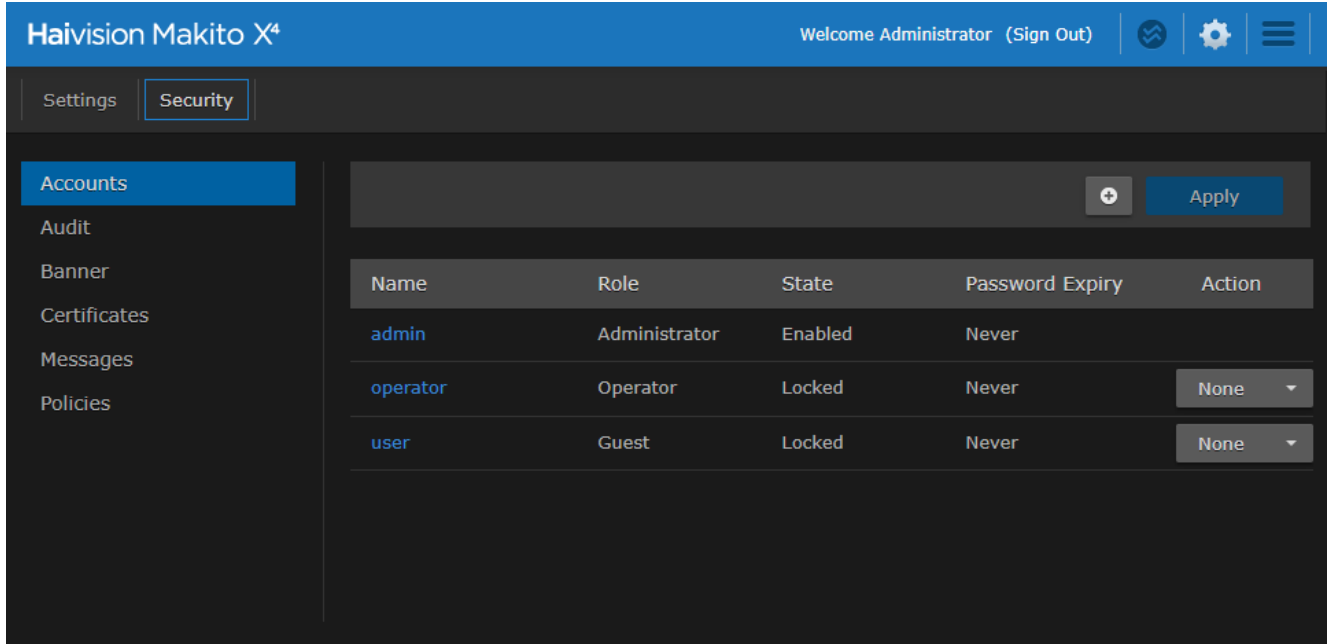 Haivision Makito X⁴ Welcome Administrator (Sign Out)
Settings Security
Accounts
Audit
Banner
Certificates
Messages
Policies
Apply
Name Role State Password Expiry Action
admin Administrator Enabled Never
operator Operator Locked Never None
user Guest Locked Never None